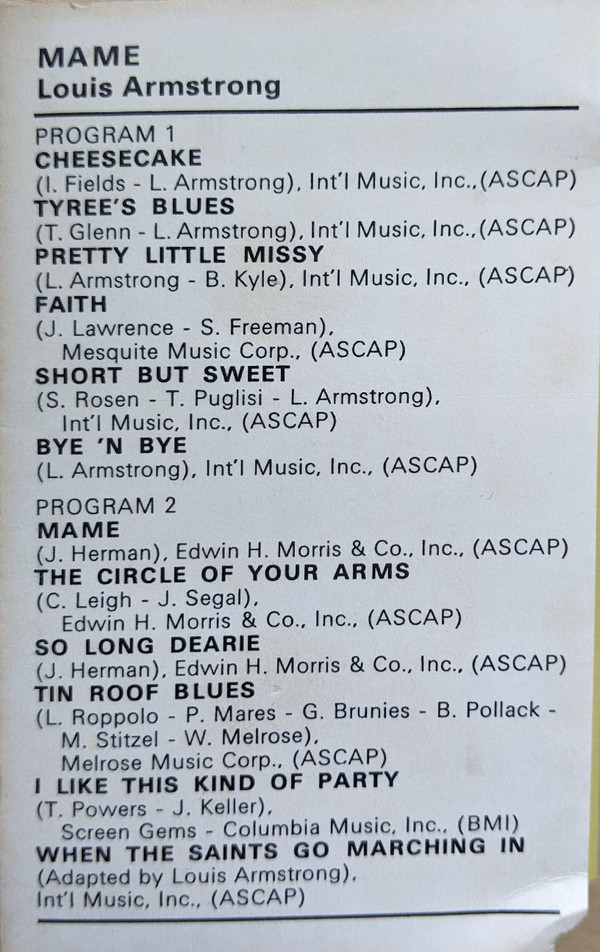 MAME
Louis Armstrong
PROGRAM 1
CHEESECAKE
(I. Fields - L. Armstrong), Int'l Music, Inc.,(ASCAP)
TYREE'S BLUES
(T. Glenn - L. Armstrong), Int'l Music, Inc.,(ASCAP)
PRETTY LITTLE MISSY
(L. Armstrong - B. Kyle), Int'l Music, Inc., (ASCAP)
FAITH
(J. Lawrence - S. Freeman),
Mesquite Music Corp., (ASCAP)
SHORT BUT SWEET
(S. Rosen - T. Puglisi - L. Armstrong),
Int'l Music, Inc., (ASCAP)
BYE 'N BYE
(L. Armstrong), Int'l Music, Inc., (ASCAP)
PROGRAM 2
MAME
(J. Herman), Edwin H. Morris & Co., Inc., (ASCAP)
THE CIRCLE OF YOUR ARMS
(C. Leigh - J. Segal),
Edwin H. Morris & Co., Inc., (ASCAP)
SO LONG DEARIE
(J. Herman), Edwin H. Morris & Co., Inc., (ASCAP)
TIN ROOF BLUES
(L. Roppolo - P. Mares - G. Brunies - B. Pollack -
M. Stitzel - W. Melrose),
Melrose Music Corp., (ASCAP)
I LIKE THIS KIND OF PARTY
(T. Powers - J. Keller),
Screen Gems - Columbia Music, Inc., (BMI)
WHEN THE SAINTS GO MARCHING IN
(Adapted by Louis Armstrong),
Int'l Music, Inc., (ASCAP)